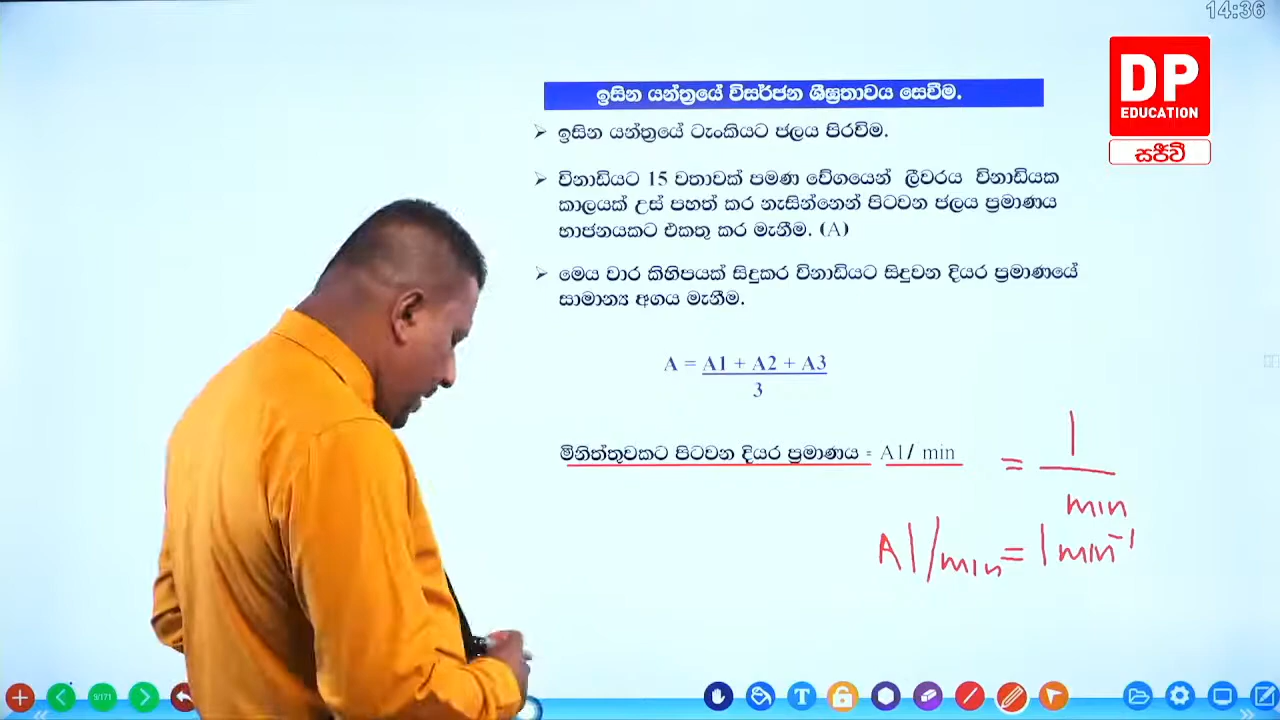 14:36
DP
EDUCATION
සජීවී
ඉසින යන්ත්‍රයේ විසර්ජන ශීඝ්‍රතාවය සෙවීම.
➢ ඉසින යන්ත්‍රයේ ටැංකියට ජලය පිරවීම.
➢ විනාඩියට 15 වතාවක් පමණ වේගයෙන් ලීවරය විනාඩියක
කාලයක් උස් පහත් කර නැසින්නෙන් පිටවන ජලය ප්‍රමාණය
භාජනයකට එකතු කර මැනීම. (A)
➢ මෙය වාර කිහිපයක් සිදුකර විනාඩියට සිදුවන දියර ප්‍රමාණයේ
සාමාන්‍ය අගය මැනීම.
A = A1 + A2 + A3
3
මිනිත්තුවකට පිටවන දියර ප්‍රමාණය = A1/ min
= l
min
Al/min = l min⁻¹
9/171